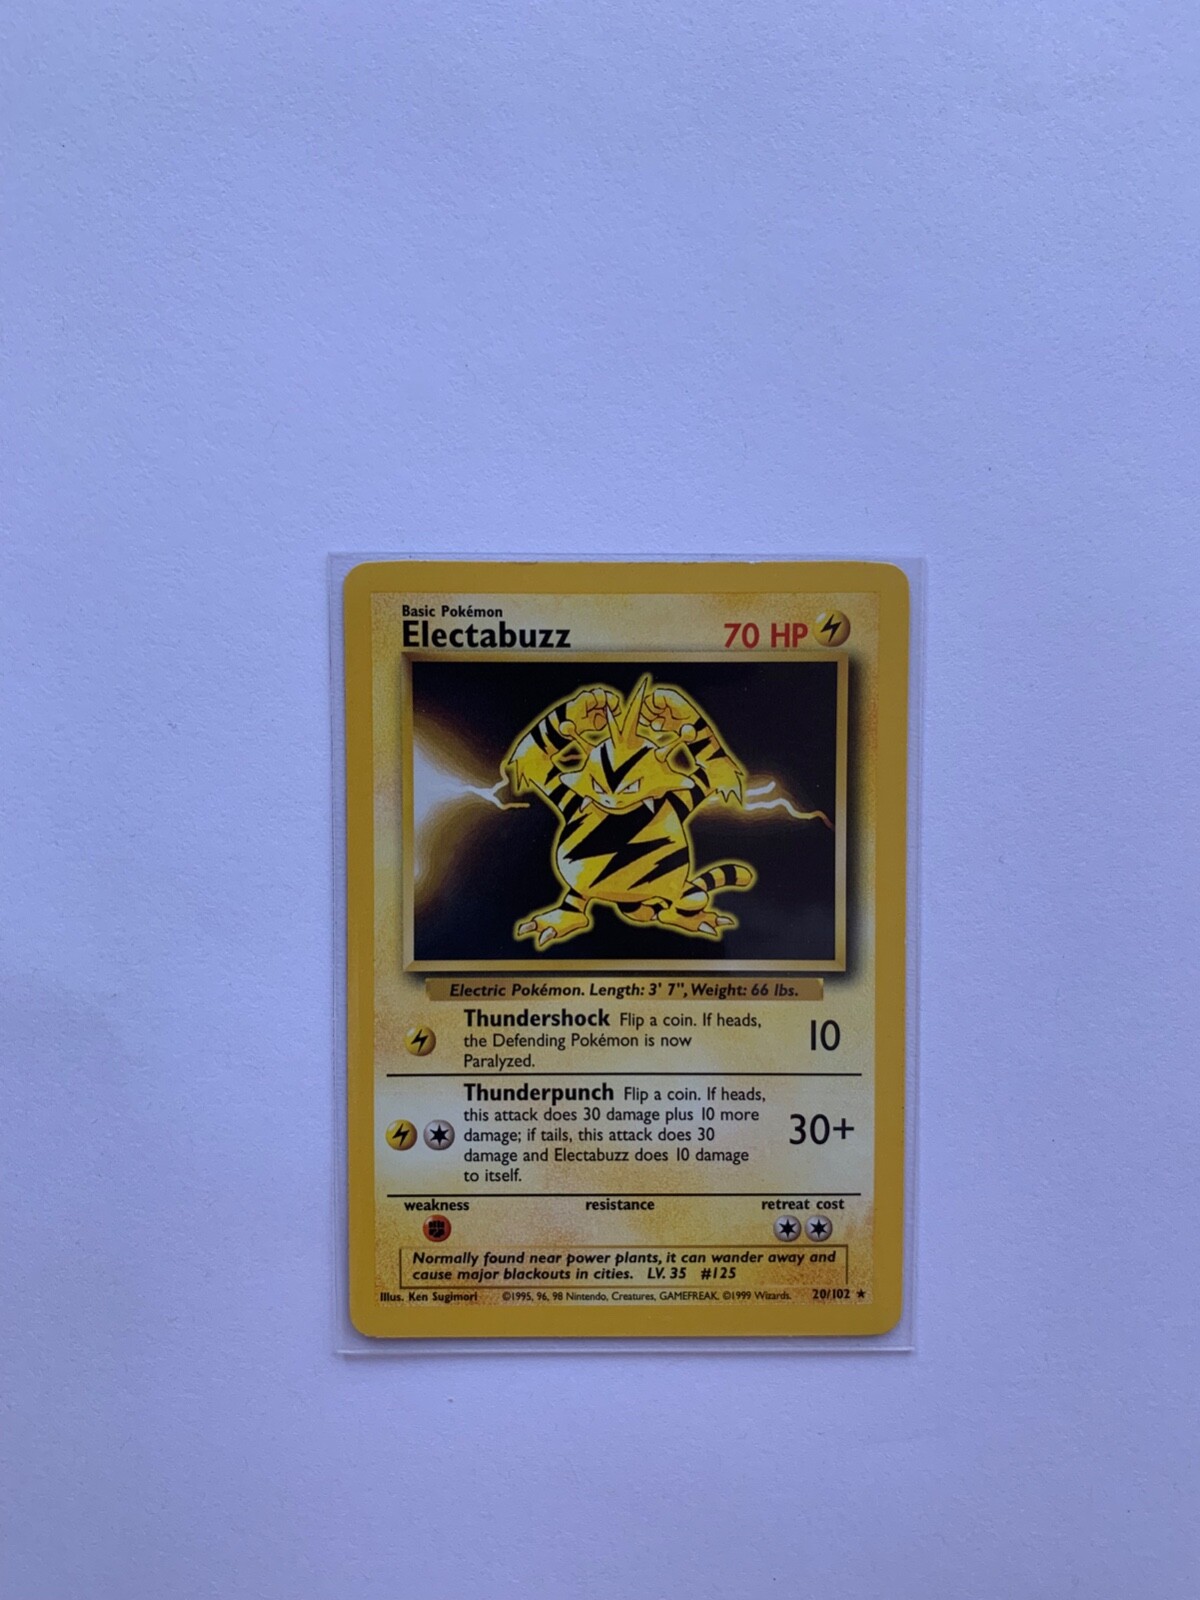 Basic Pokémon
Electabuzz 70 HP
Electric Pokémon. Length: 3' 7", Weight: 66 lbs.
Thundershock Flip a coin. If heads,
the Defending Pokémon is now
Paralyzed.
10
Thunderpunch Flip a coin. If heads,
this attack does 30 damage plus 10 more
damage; if tails, this attack does 30
damage and Electabuzz does 10 damage
to itself.
30+
weakness resistance retreat cost
Normally found near power plants, it can wander away and
cause major blackouts in cities. LV. 35 #125
Illus. Ken Sugimori ©1995, 96, 98 Nintendo, Creatures, GAMEFREAK. ©1999 Wizards. 20/102 ★